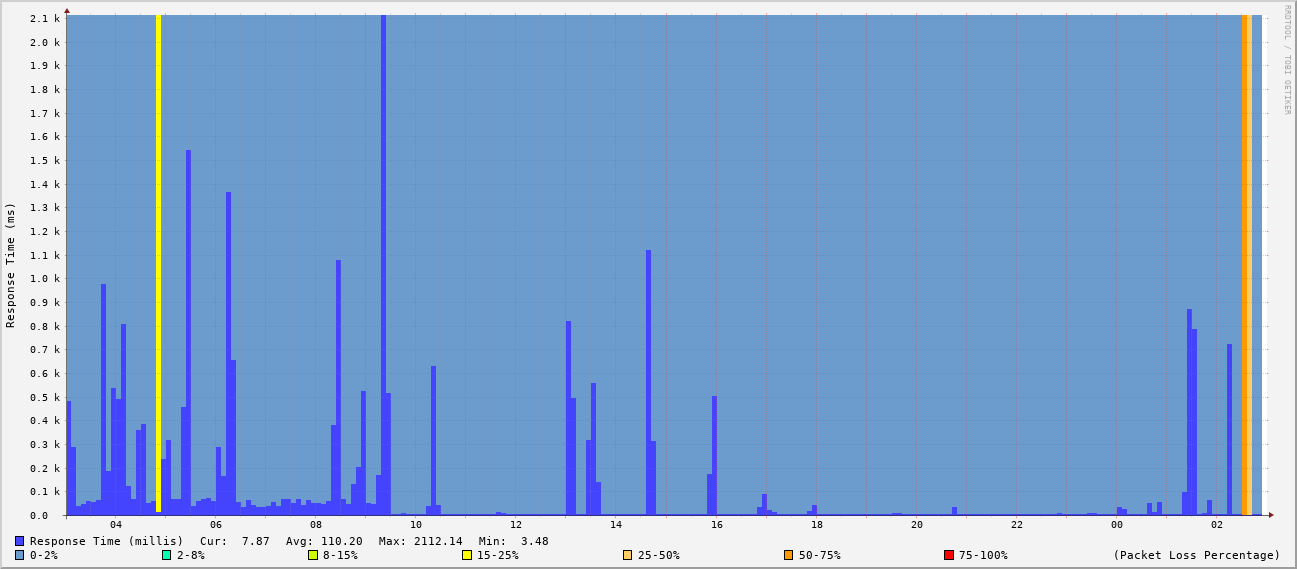 RRDTOOL / TOBI OETIKER
Response Time (ms)
2.1 k
2.0 k
1.9 k
1.8 k
1.7 k
1.6 k
1.5 k
1.4 k
1.3 k
1.2 k
1.1 k
1.0 k
0.9 k
0.8 k
0.7 k
0.6 k
0.5 k
0.4 k
0.3 k
0.2 k
0.1 k
0.0
04 06 08 10 12 14 16 18 20 22 00 02
Response Time (millis) Cur: 7.87 Avg: 110.20 Max: 2112.14 Min: 3.48
0-2% 2-8% 8-15% 15-25% 25-50% 50-75% 75-100% (Packet Loss Percentage)